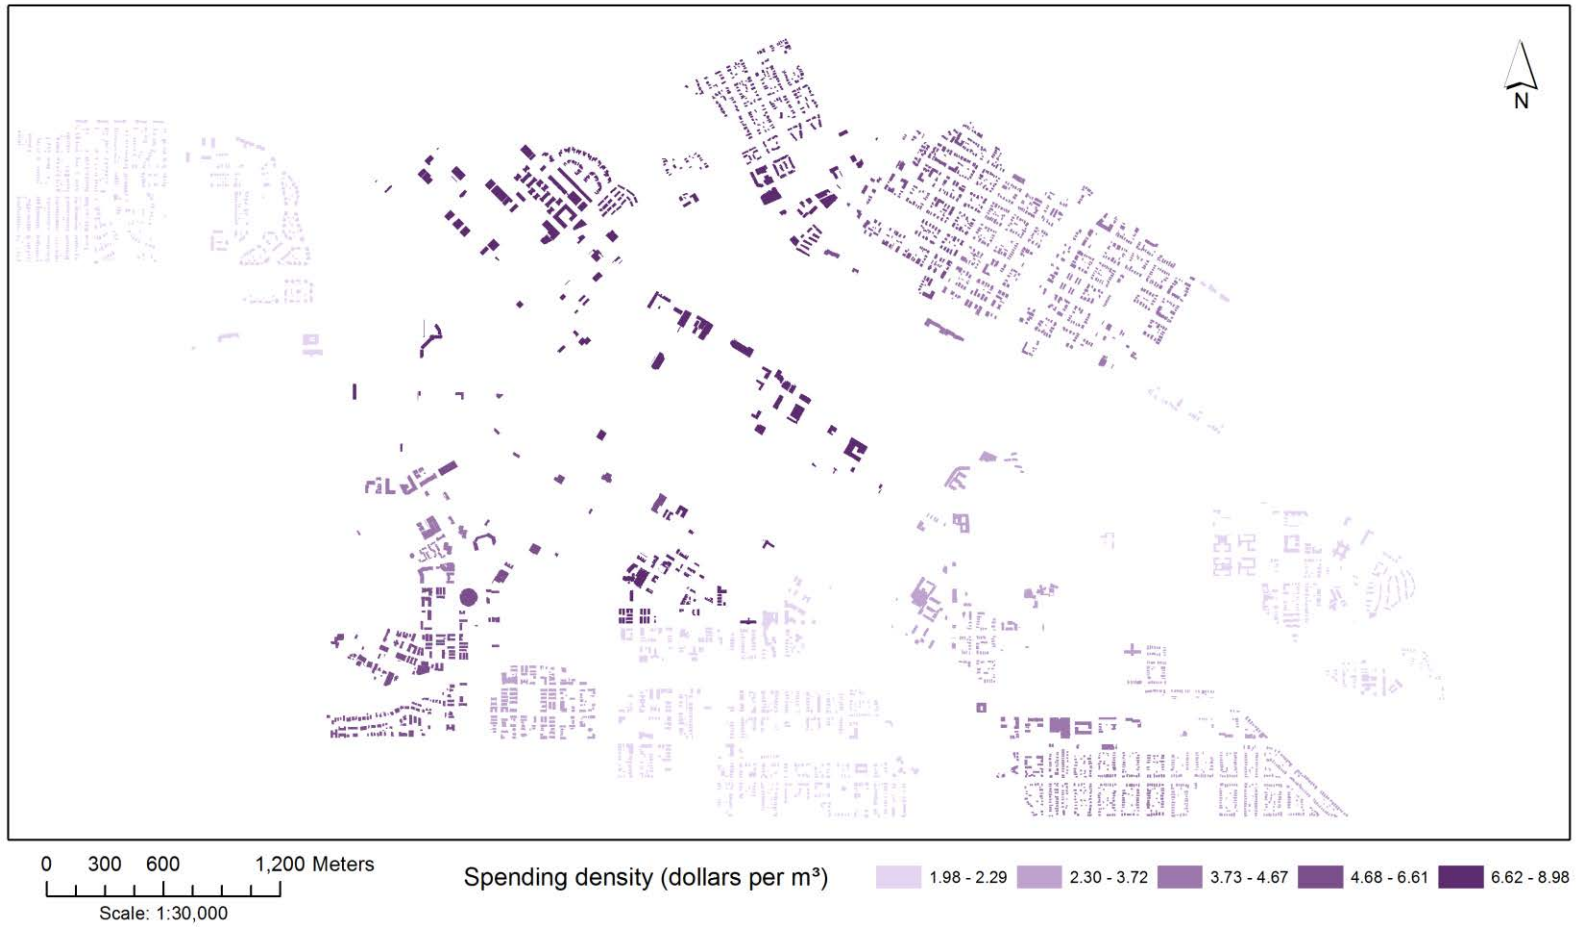 N
0 300 600 1,200 Meters
Scale: 1:30,000
Spending density (dollars per m³) 1.98 - 2.29 2.30 - 3.72 3.73 - 4.67 4.68 - 6.61 6.62 - 8.98